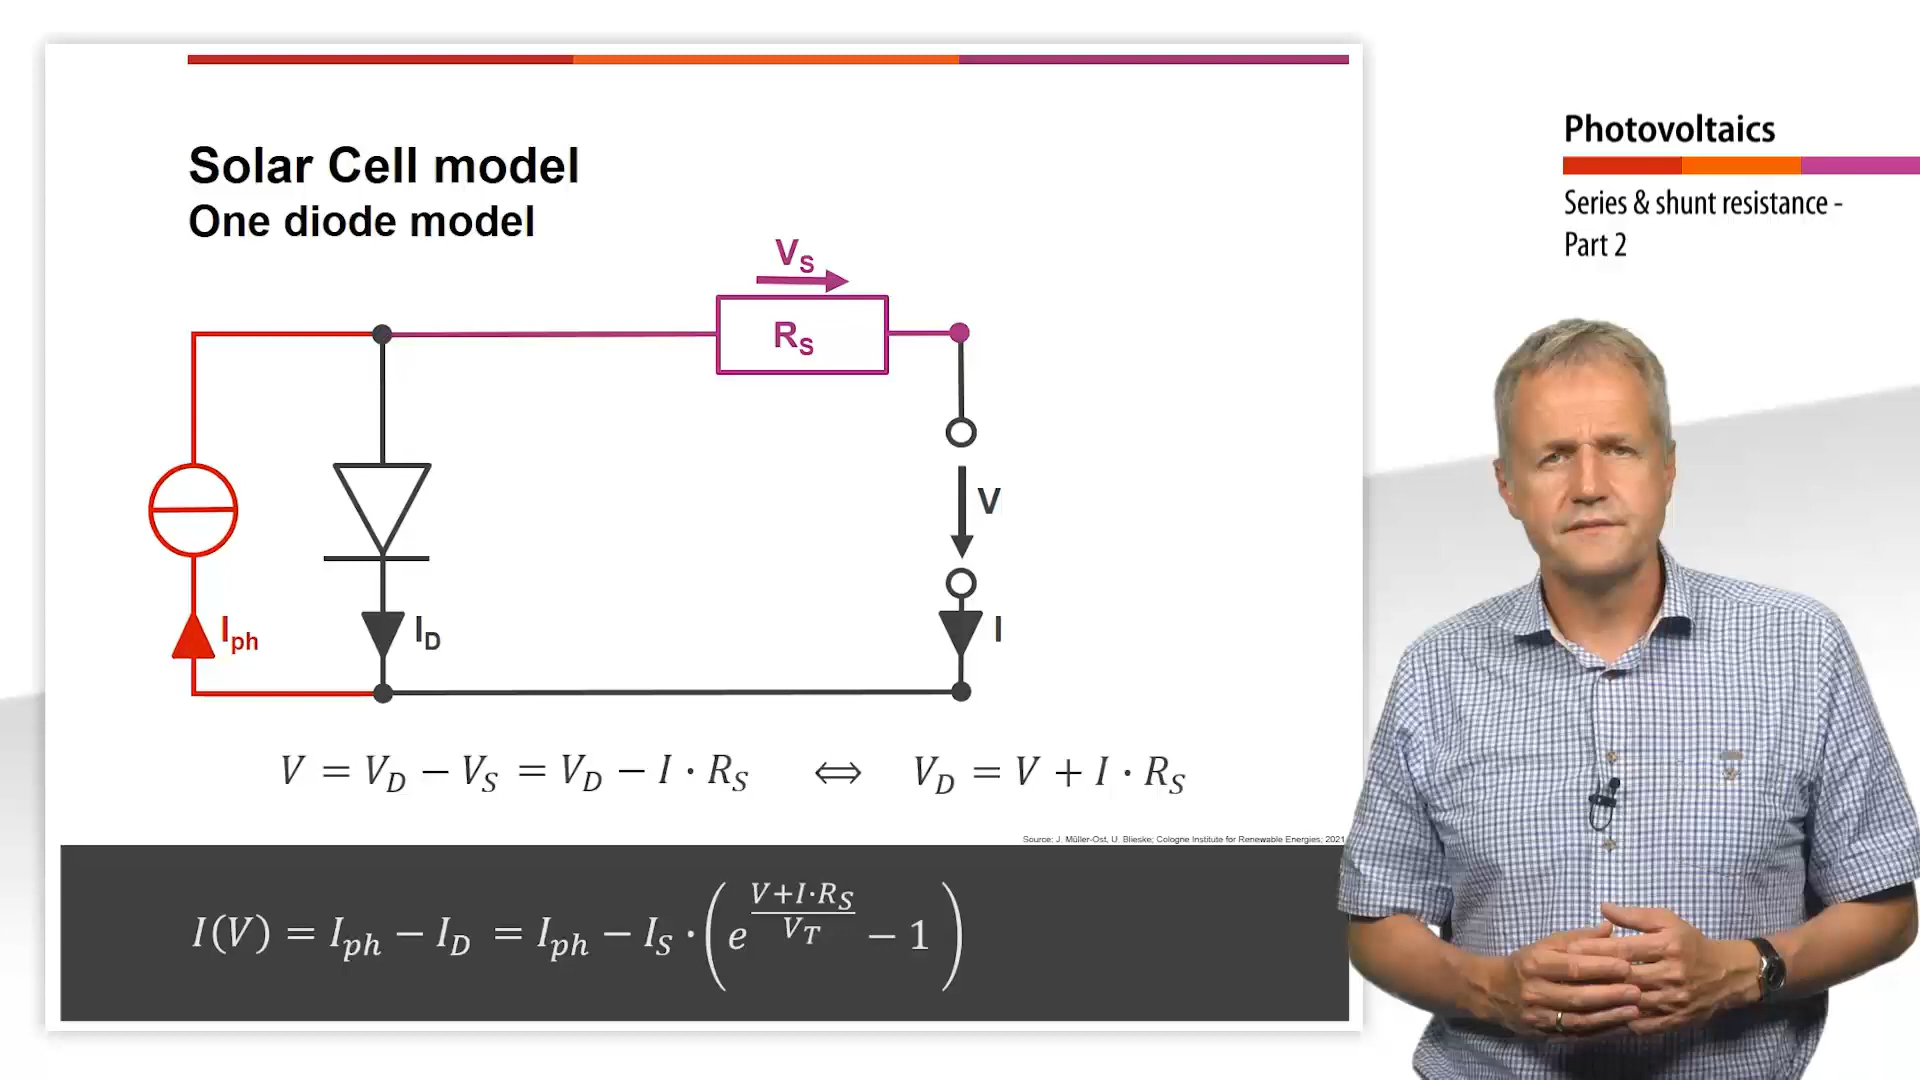 Solar Cell model
One diode model
V_S
R_S
V
I_ph
I_D
I
V = V_D − V_S = V_D − I · R_S ⇔ V_D = V + I · R_S
Source: J. Müller-Ost, U. Blieske; Cologne Institute for Renewable Energies; 2021
I(V) = I_ph − I_D = I_ph − I_S · (e^((V+I·R_S)/V_T) − 1)
Photovoltaics
Series & shunt resistance -
Part 2